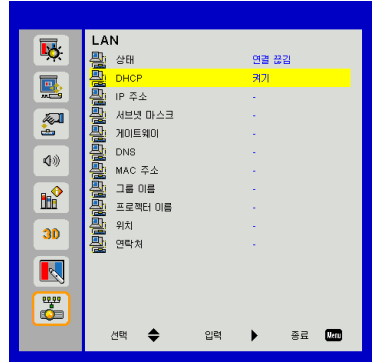 LAN
상태 연결 끊김
DHCP 켜기
IP 주소 -
서브넷 마스크 -
게이트웨이 -
DNS -
MAC 주소 -
그룹 이름 -
프로젝터 이름 -
위치 -
연락처 -
3D
선택 입력 종료 Menu